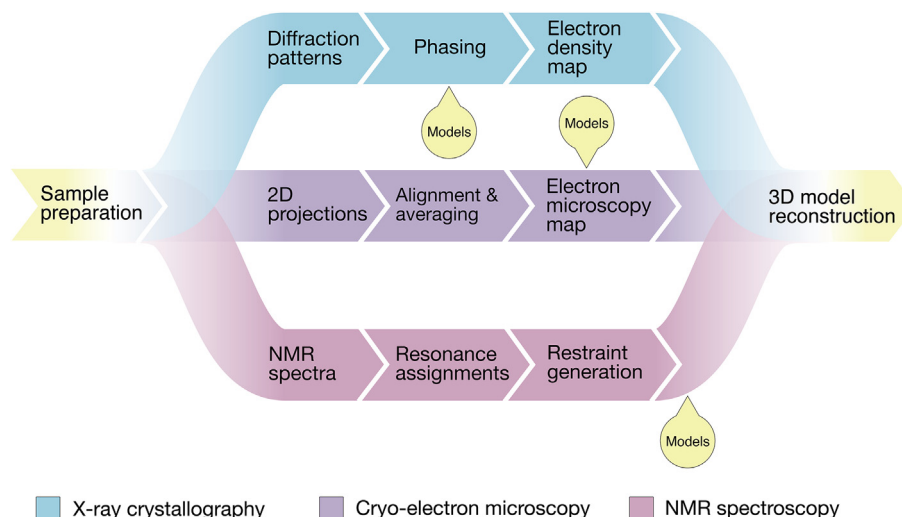 Diffraction
patterns
Phasing
Electron
density
map
Models
Models
Sample
preparation
2D
projections
Alignment &
averaging
Electron
microscopy
map
3D model
reconstruction
NMR
spectra
Resonance
assignments
Restraint
generation
Models
X-ray crystallography
Cryo-electron microscopy
NMR spectroscopy